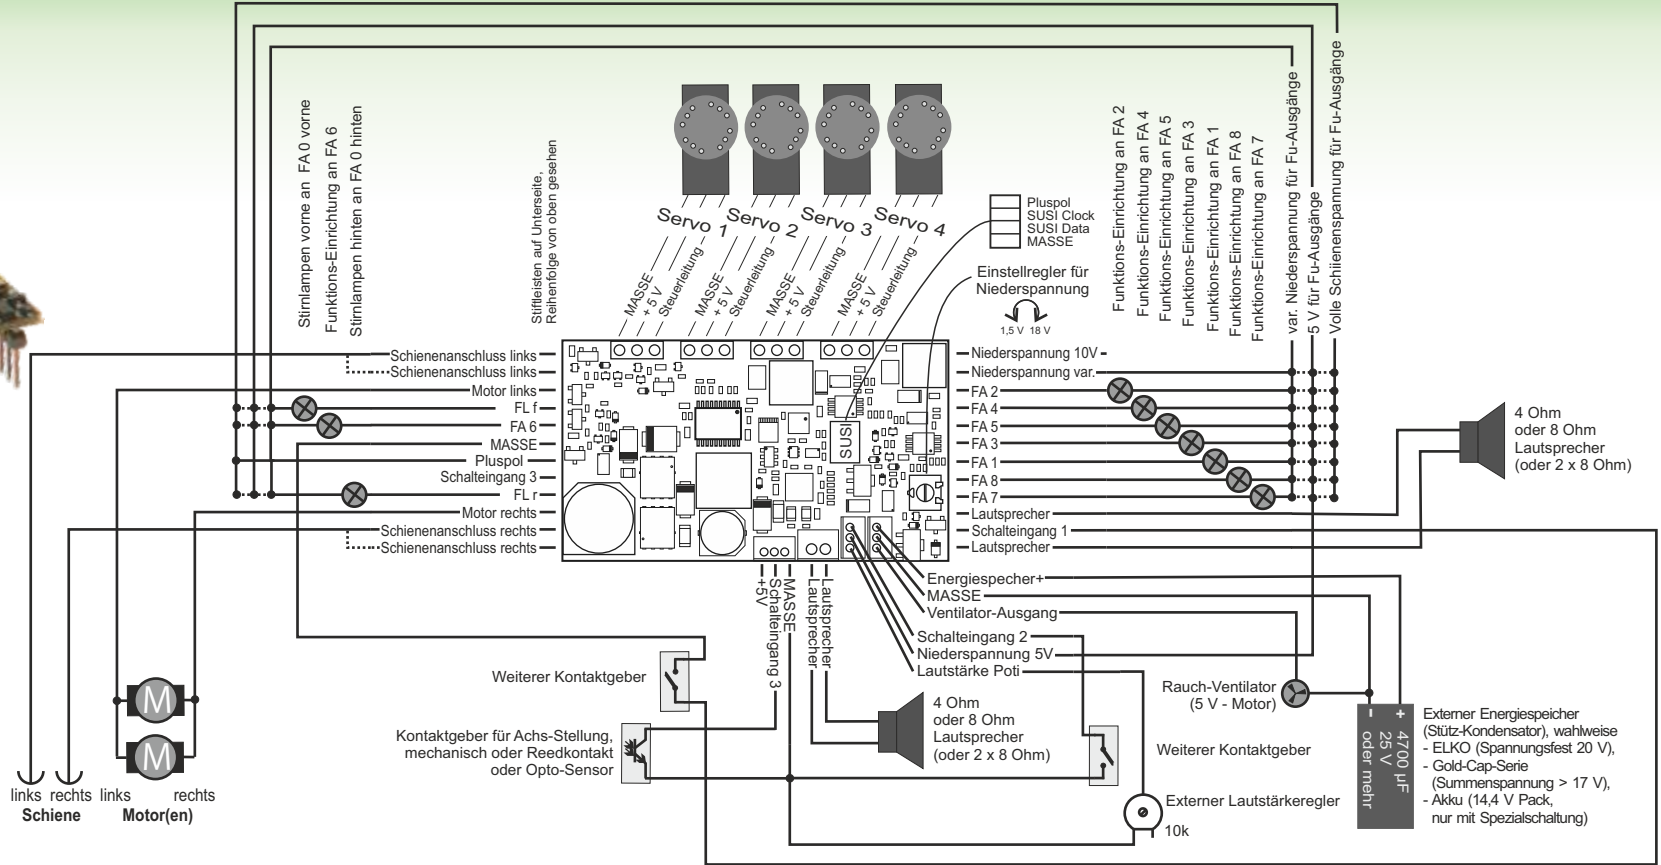 Stirnlampen vorne an FA 0 vorne
Funktions-Einrichtung an FA 6
Stirnlampen hinten an FA 0 hinten
Stiftleisten auf Unterseite,
Reihenfolge von oben gesehen
Servo 1
Servo 2
Servo 3
Servo 4
MASSE
+ 5 V
Steuerleitung
MASSE
+ 5 V
Steuerleitung
MASSE
+ 5 V
Steuerleitung
MASSE
+ 5 V
Steuerleitung
Pluspol
SUSI Clock
SUSI Data
MASSE
Einstellregler für
Niederspannung
1,5 V 18 V
Funktions-Einrichtung an FA 2
Funktions-Einrichtung an FA 4
Funktions-Einrichtung an FA 5
Funktions-Einrichtung an FA 3
Funktions-Einrichtung an FA 1
Funktions-Einrichtung an FA 8
Funktions-Einrichtung an FA 7
var. Niederspannung für Fu-Ausgänge
5 V für Fu-Ausgänge
Volle Schienenspannung für Fu-Ausgänge
Schienenanschluss links
Schienenanschluss links
Motor links
FL f
FA 6
MASSE
Pluspol
Schalteingang 3
FL r
Motor rechts
Schienenanschluss rechts
Schienenanschluss rechts
SUSI
Niederspannung 10V
Niederspannung var.
FA 2
FA 4
FA 5
FA 3
FA 1
FA 8
FA 7
Lautsprecher
Schalteingang 1
Lautsprecher
4 Ohm
oder 8 Ohm
Lautsprecher
(oder 2 x 8 Ohm)
Energiespecher+
MASSE
Ventilator-Ausgang
Schalteingang 2
Niederspannung 5V
Lautstärke Poti
+5V
Schalteingang 3
MASSE
Lautsprecher
Lautsprecher
Weiterer Kontaktgeber
Kontaktgeber für Achs-Stellung,
mechanisch oder Reedkontakt
oder Opto-Sensor
4 Ohm
oder 8 Ohm
Lautsprecher
(oder 2 x 8 Ohm)
Weiterer Kontaktgeber
Externer Lautstärkeregler
10k
Rauch-Ventilator
(5 V - Motor)
- +
4700 µF
25 V
oder mehr
Externer Energiespeicher
(Stütz-Kondensator), wahlweise
- ELKO (Spannungsfest 20 V),
- Gold-Cap-Serie
(Summenspannung > 17 V),
- Akku (14,4 V Pack,
nur mit Spezialschaltung)
M
M
links rechts
Schiene
links rechts
Motor(en)